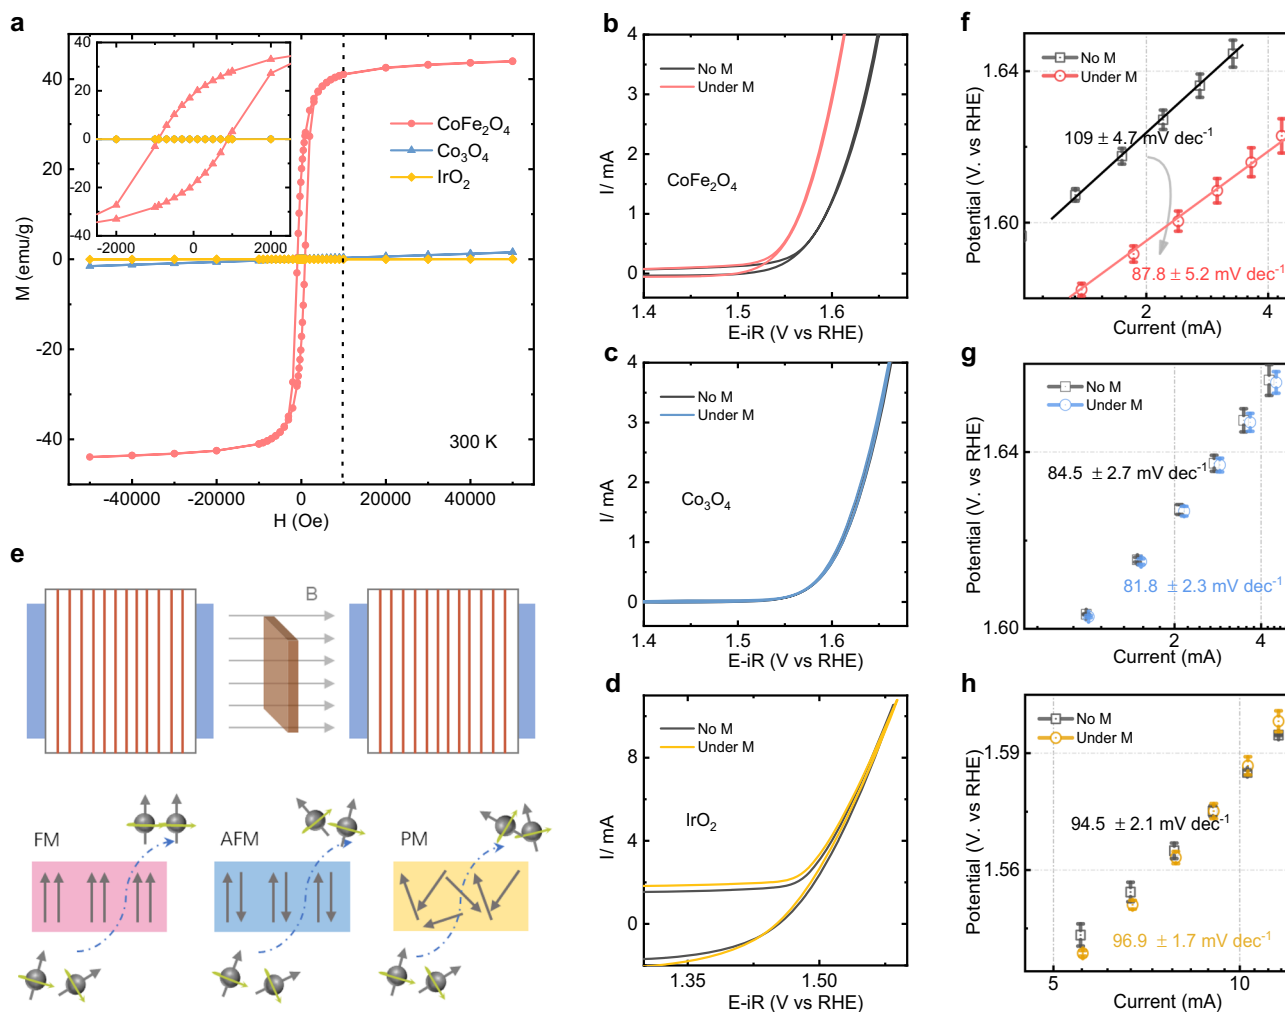 a
40
20
0
-20
-40
M (emu/g)
-40000
-20000
0
20000
40000
H (Oe)
40
30
20
10
0
-10
-20
-30
-40
-2000
0
2000
CoFe2O4
Co3O4
IrO2
300 K
b
4
3
2
1
0
I/ mA
No M
Under M
CoFe2O4
1.4
1.5
1.6
E-iR (V vs RHE)
c
4
3
2
1
0
I/ mA
No M
Under M
Co3O4
1.4
1.5
1.6
E-iR (V vs RHE)
d
8
4
0
I/ mA
No M
Under M
IrO2
1.35
1.50
E-iR (V vs RHE)
e
B
FM
AFM
PM
f
1.64
1.60
Potential (V. vs RHE)
No M
Under M
109 ± 4.7 mV dec-1
87.8 ± 5.2 mV dec-1
2
4
Current (mA)
g
1.64
1.60
Potential (V. vs RHE)
No M
Under M
84.5 ± 2.7 mV dec-1
81.8 ± 2.3 mV dec-1
2
4
Current (mA)
h
1.59
1.56
Potential (V. vs RHE)
No M
Under M
94.5 ± 2.1 mV dec-1
96.9 ± 1.7 mV dec-1
5
10
Current (mA)